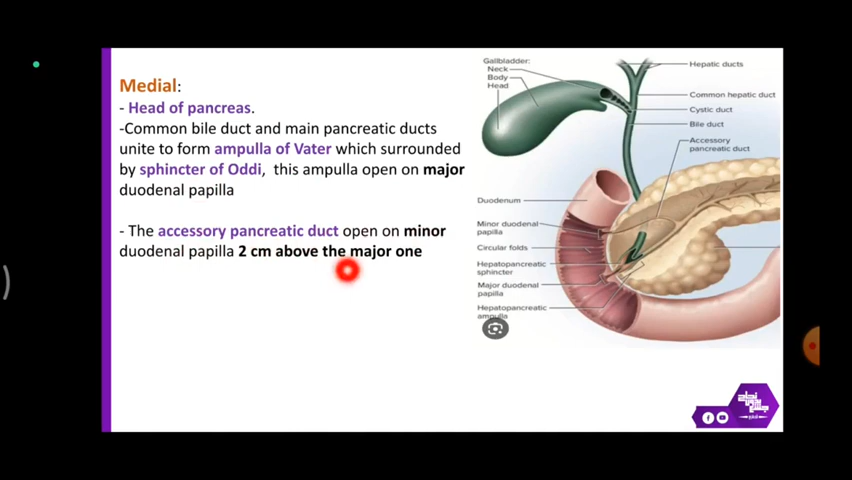 Medial:
- Head of pancreas.
-Common bile duct and main pancreatic ducts
unite to form ampulla of Vater which surrounded
by sphincter of Oddi, this ampulla open on major
duodenal papilla
- The accessory pancreatic duct open on minor
duodenal papilla 2 cm above the major one
Gallbladder:
Neck
Body
Head
Hepatic ducts
Common hepatic duct
Cystic duct
Bile duct
Accessory
pancreatic duct
Duodenum
Minor duodenal
papilla
Circular folds
Hepatopancreatic
sphincter
Major duodenal
papilla
Hepatopancreatic
ampulla